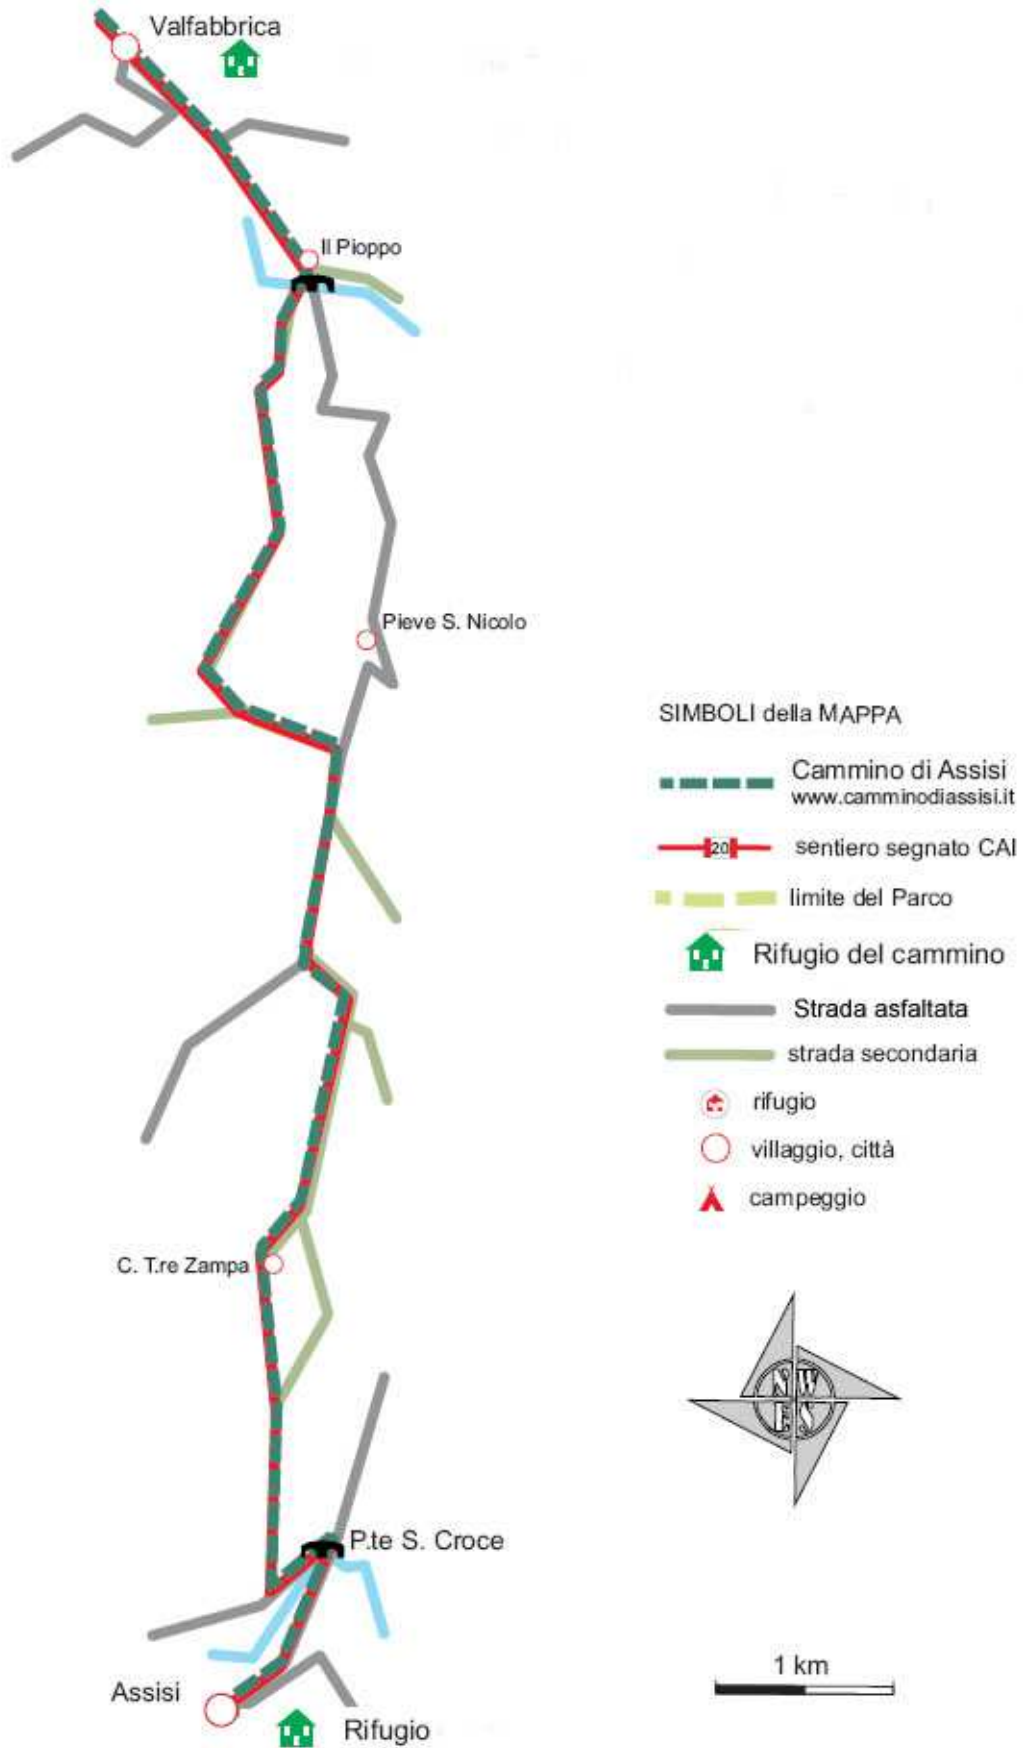 Valfabbrica
Il Pioppo
Pieve S. Nicolo
C. T.re Zampa
P.te S. Croce
Assisi
Rifugio
SIMBOLI della MAPPA
Cammino di Assisi
www.camminodiassisi.it
20
sentiero segnato CAI
limite del Parco
Rifugio del cammino
Strada asfaltata
strada secondaria
rifugio
villaggio, città
campeggio
N W
E S
1 km